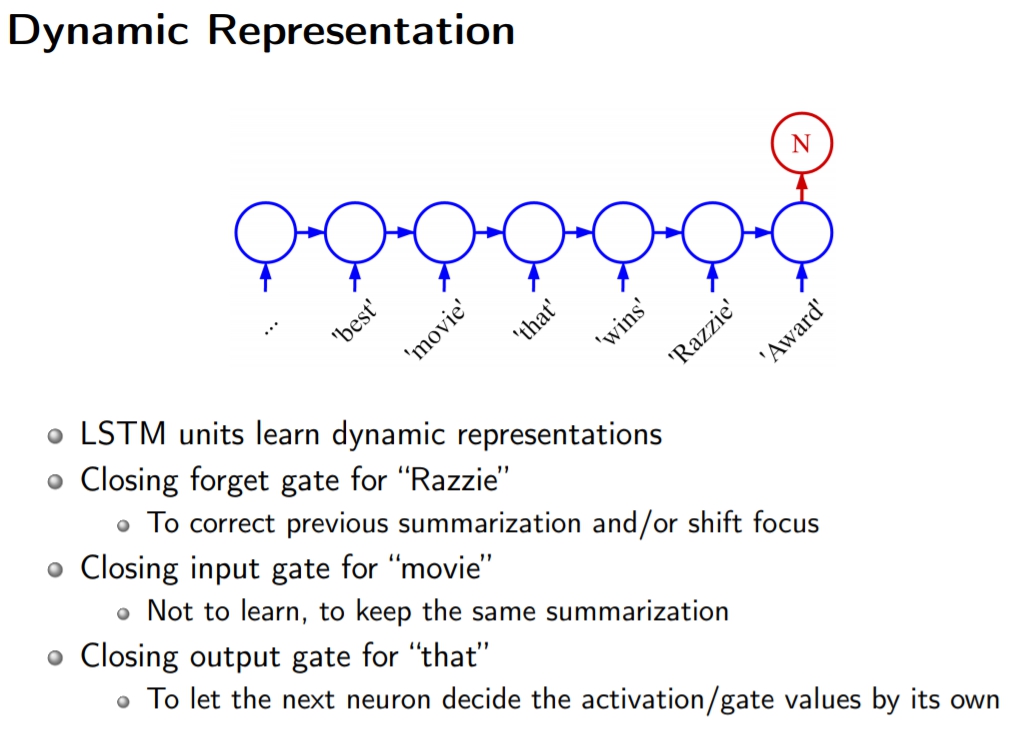 Dynamic Representation
N
... 'best' 'movie' 'that' 'wins' 'Razzie' 'Award'
LSTM units learn dynamic representations
Closing forget gate for “Razzie”
To correct previous summarization and/or shift focus
Closing input gate for “movie”
Not to learn, to keep the same summarization
Closing output gate for “that”
To let the next neuron decide the activation/gate values by its own